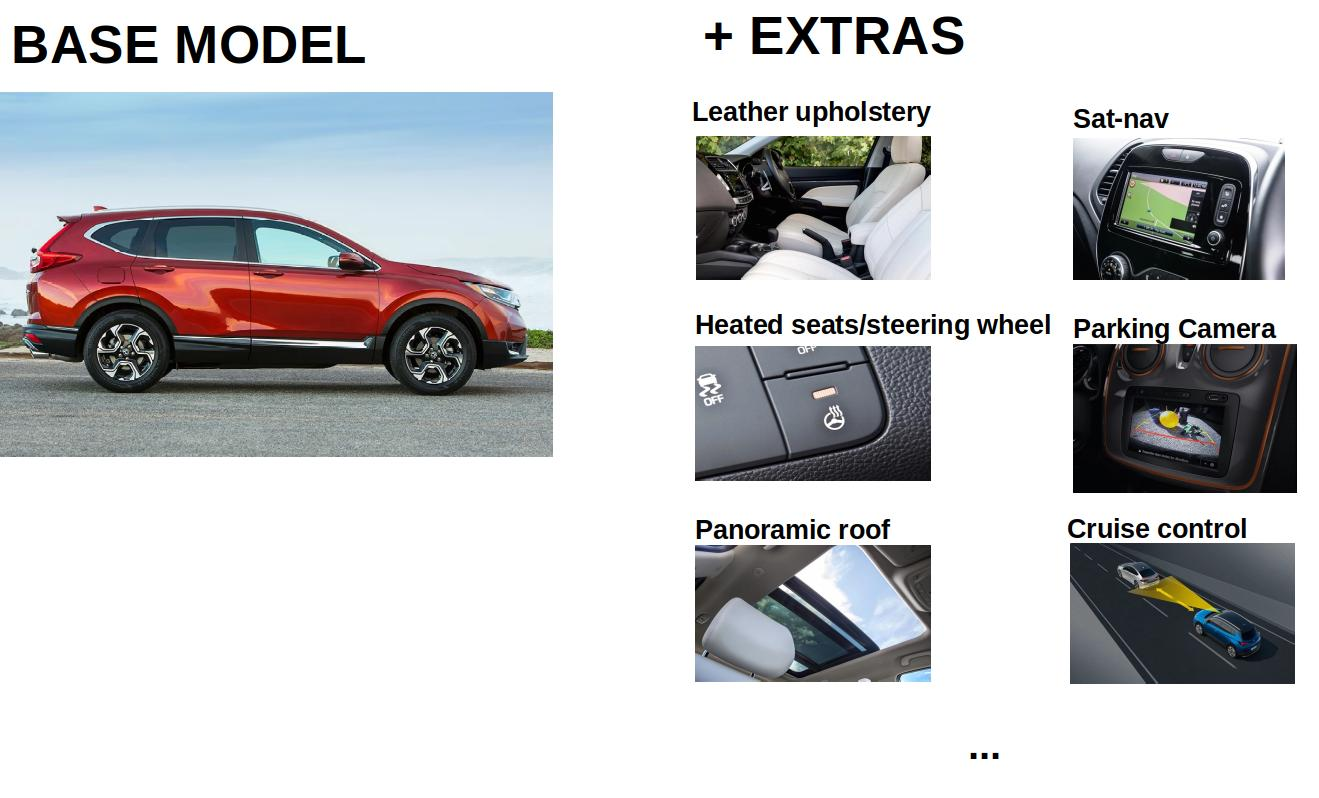 BASE MODEL
+ EXTRAS
Leather upholstery
Sat-nav
Heated seats/steering wheel
Parking Camera
OFF
OFF
Panoramic roof
Cruise control
...